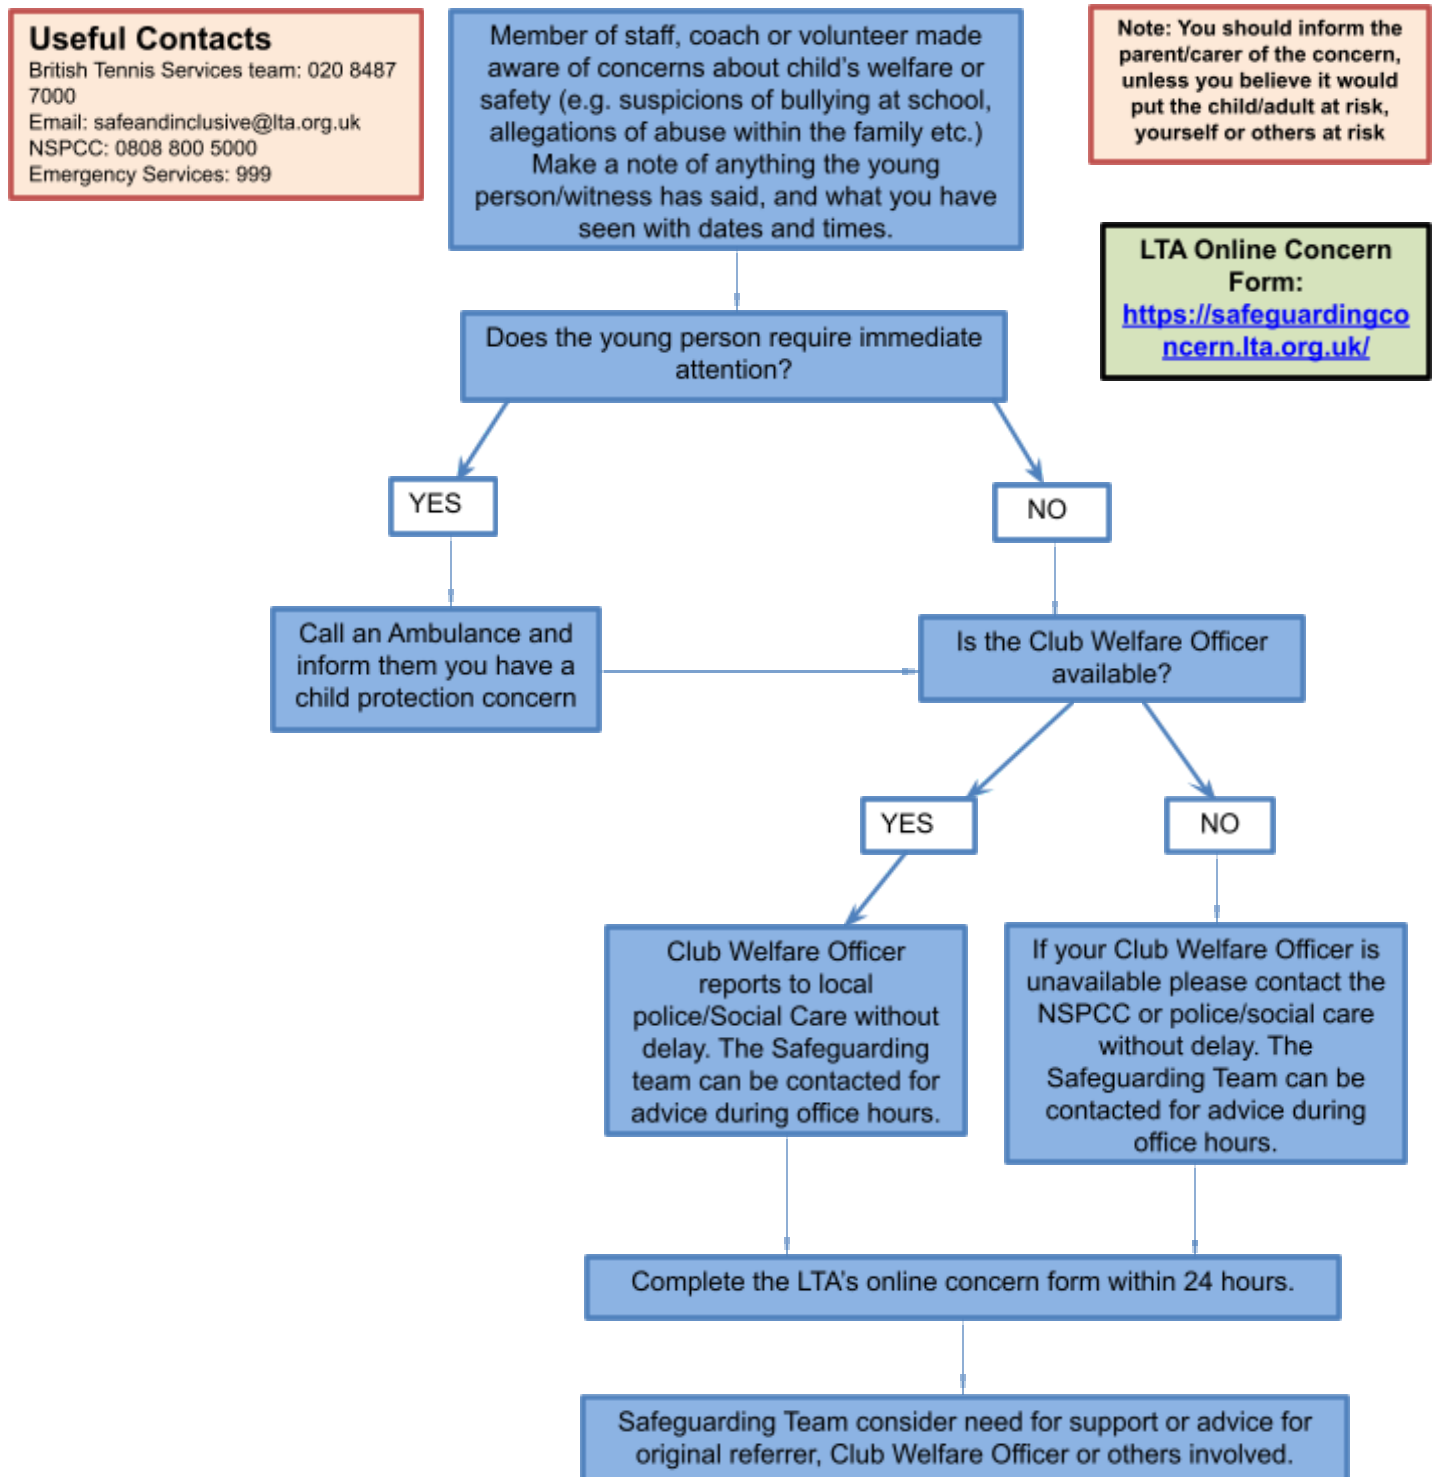 Useful Contacts
British Tennis Services team: 020 8487
7000
Email: safeandinclusive@lta.org.uk
NSPCC: 0808 800 5000
Emergency Services: 999
Member of staff, coach or volunteer made
aware of concerns about child's welfare or
safety (e.g. suspicions of bullying at school,
allegations of abuse within the family etc.)
Make a note of anything the young
person/witness has said, and what you have
seen with dates and times.
Note: You should inform the
parent/carer of the concern,
unless you believe it would
put the child/adult at risk,
yourself or others at risk
LTA Online Concern
Form:
https://safeguardingco
ncern.lta.org.uk/
Does the young person require immediate
attention?
YES
NO
Call an Ambulance and
inform them you have a
child protection concern
Is the Club Welfare Officer
available?
YES
NO
Club Welfare Officer
reports to local
police/Social Care without
delay. The Safeguarding
team can be contacted for
advice during office hours.
If your Club Welfare Officer is
unavailable please contact the
NSPCC or police/social care
without delay. The
Safeguarding Team can be
contacted for advice during
office hours.
Complete the LTA's online concern form within 24 hours.
Safeguarding Team consider need for support or advice for
original referrer, Club Welfare Officer or others involved.